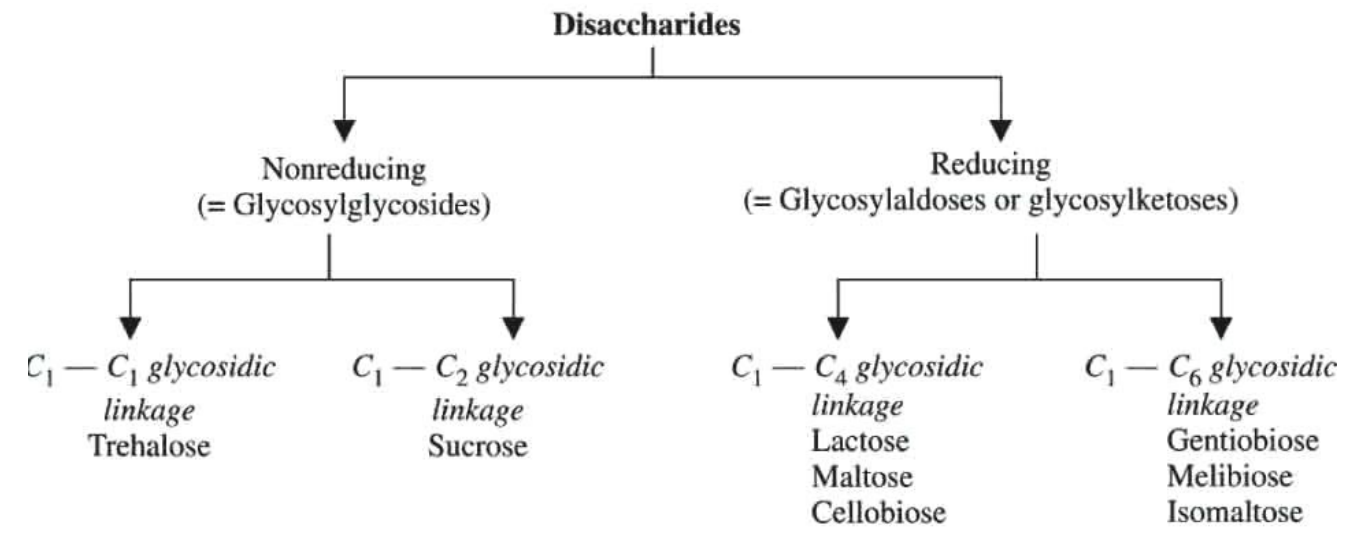 Disaccharides
Nonreducing
(= Glycosylglycosides)
Reducing
(= Glycosylaldoses or glycosylketoses)
C₁ — C₁ glycosidic
linkage
Trehalose
C₁ — C₂ glycosidic
linkage
Sucrose
C₁ — C₄ glycosidic
linkage
Lactose
Maltose
Cellobiose
C₁ — C₆ glycosidic
linkage
Gentiobiose
Melibiose
Isomaltose